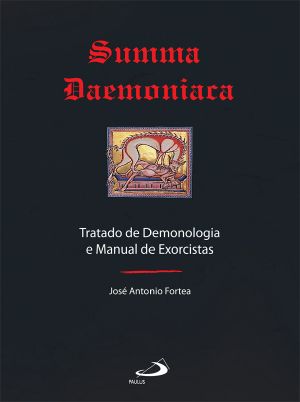 Summa
Daemoniaca
Tratado de Demonologia
e Manual de Exorcistas
José Antonio Fortea
PAULUS